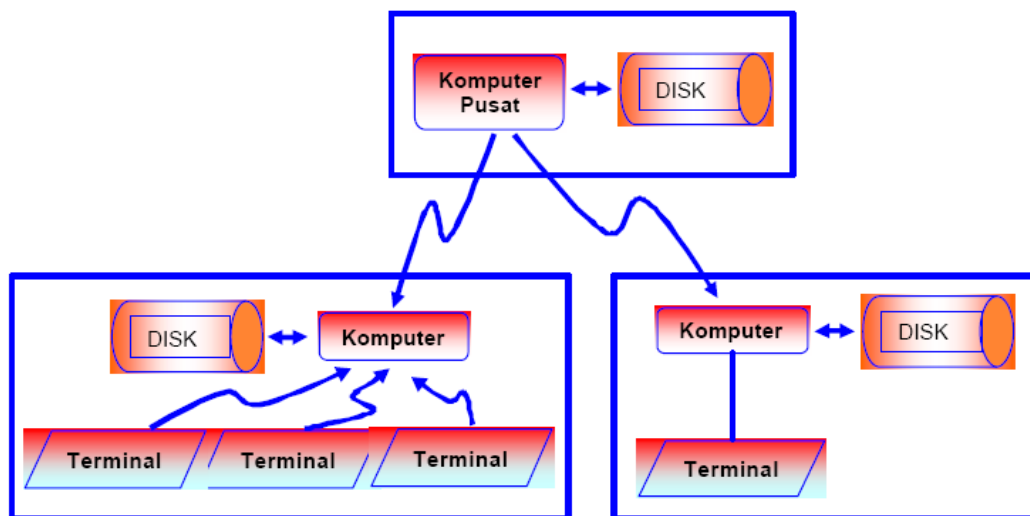 Komputer
Pusat
DISK
DISK
Komputer
Terminal
Terminal
Terminal
Komputer
DISK
Terminal